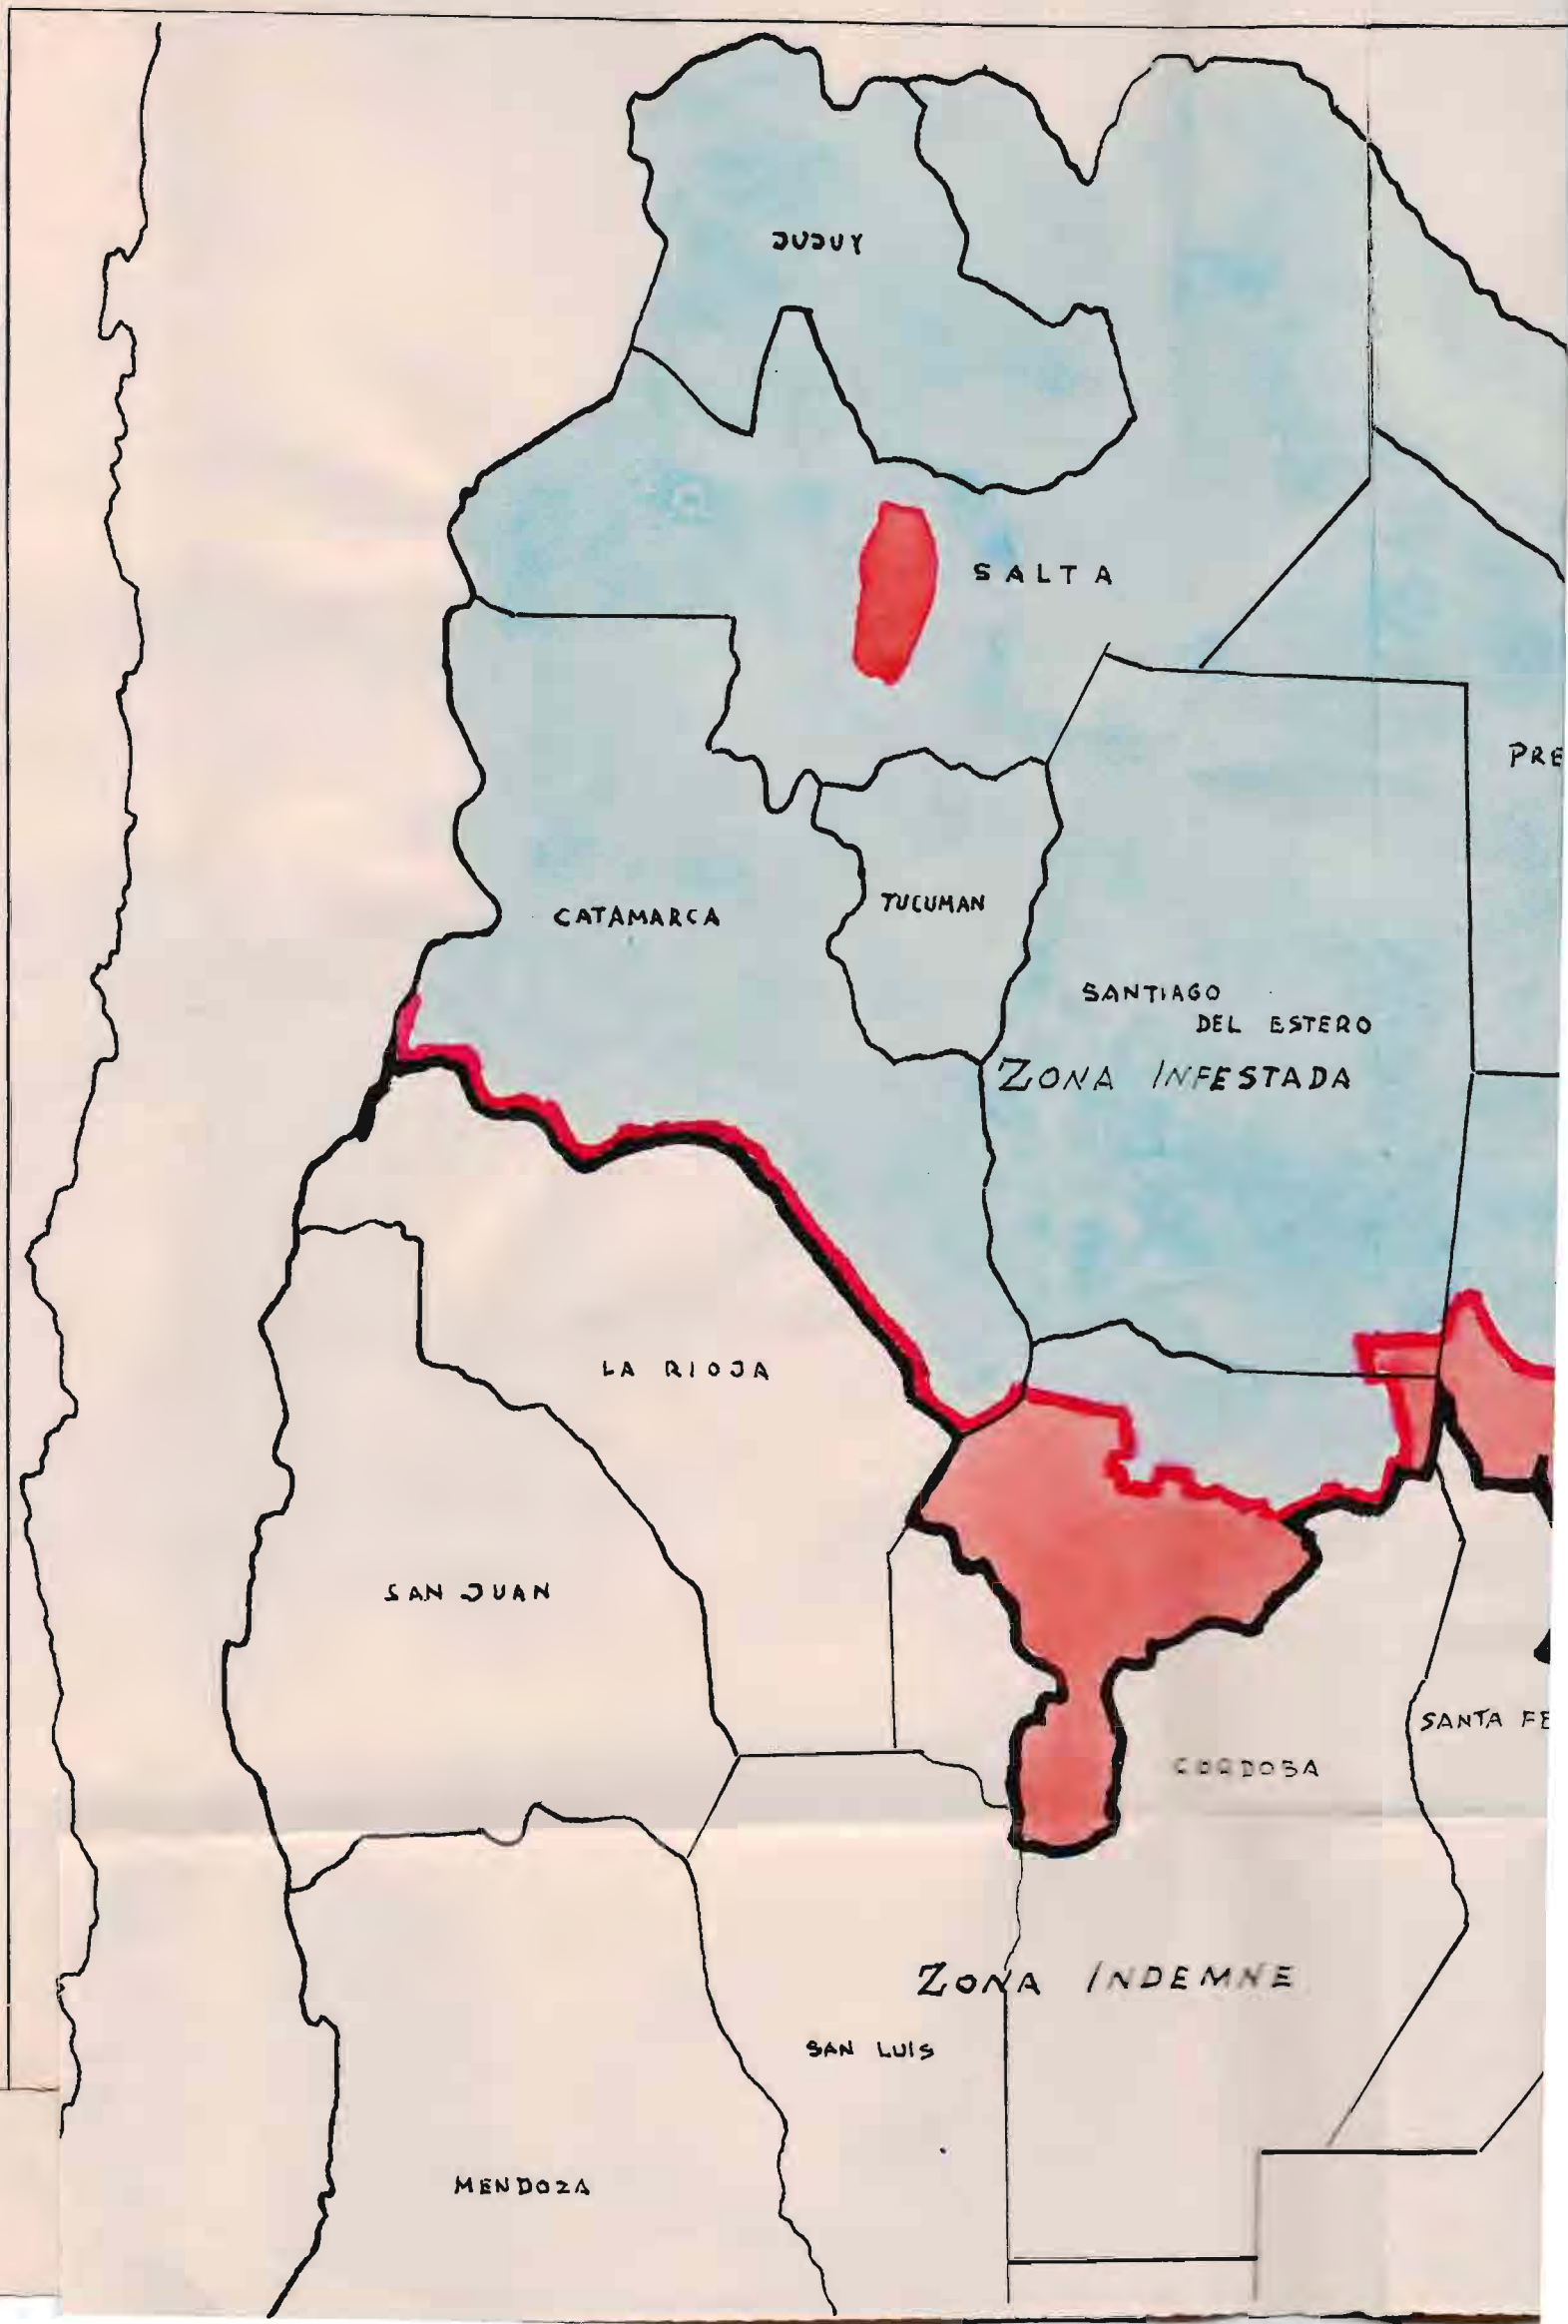 JUJUY
SALTA
PRE
CATAMARCA
TUCUMAN
SANTIAGO
DEL ESTERO
ZONA INFESTADA
LA RIOJA
SAN JUAN
SANTA FE
CORDOBA
ZONA INDEMNE
SAN LUIS
MENDOZA